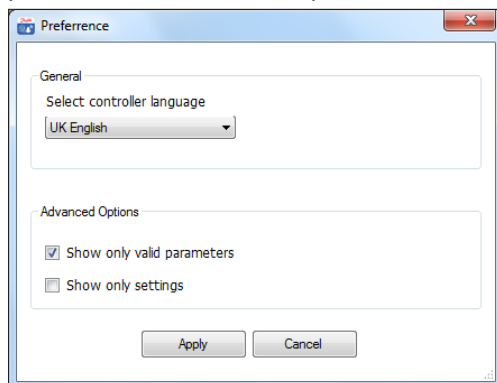 Preferrence
General
Select controller language
UK English
Advanced Options
Show only valid parameters
Show only settings
Apply Cancel